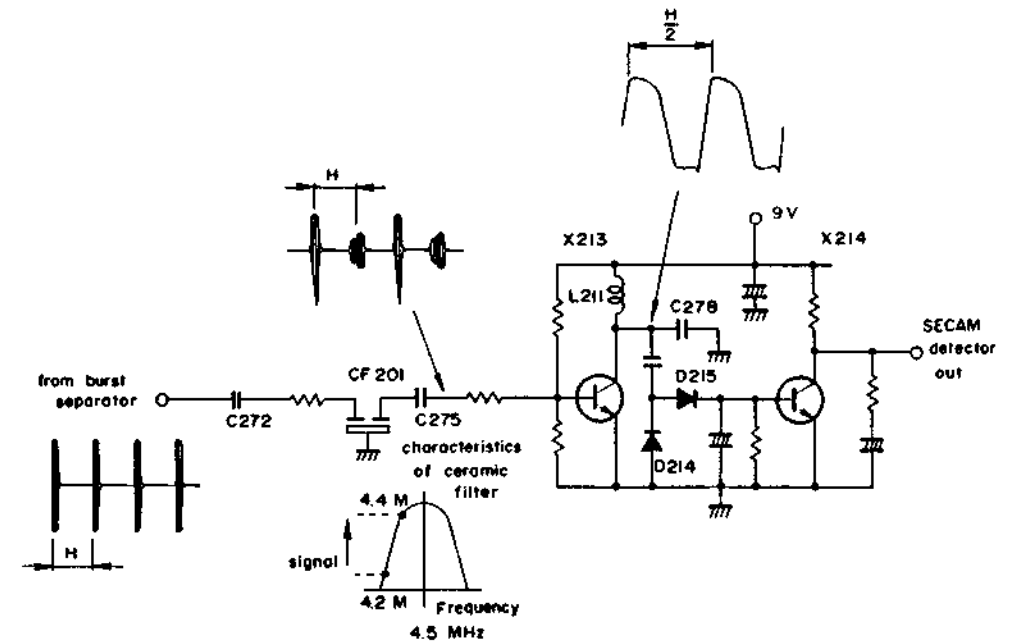 H
2
H
9V
X213
X214
L211
C278
SECAM
detector
out
from burst
separator
CF 201
D215
C272
C275
characteristics
of ceramic
filter
D214
4.4 M
H
signal
4.2 M
Frequency
4.5 MHz